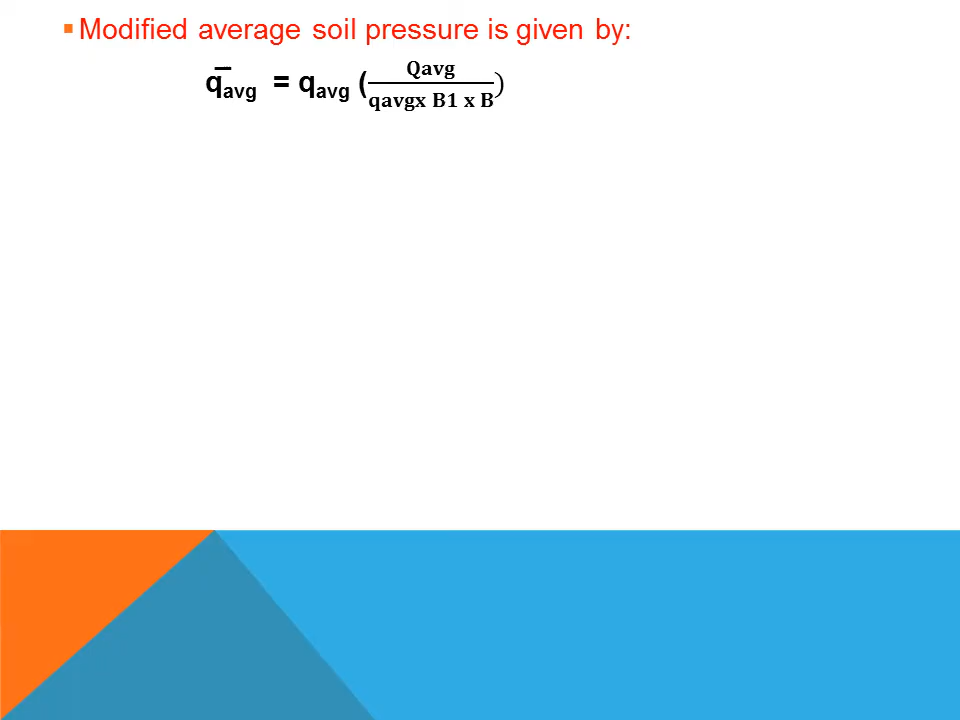 ▪ Modified average soil pressure is given by:
q̅avg = qavg (Qavg / qavgx B1 x B)